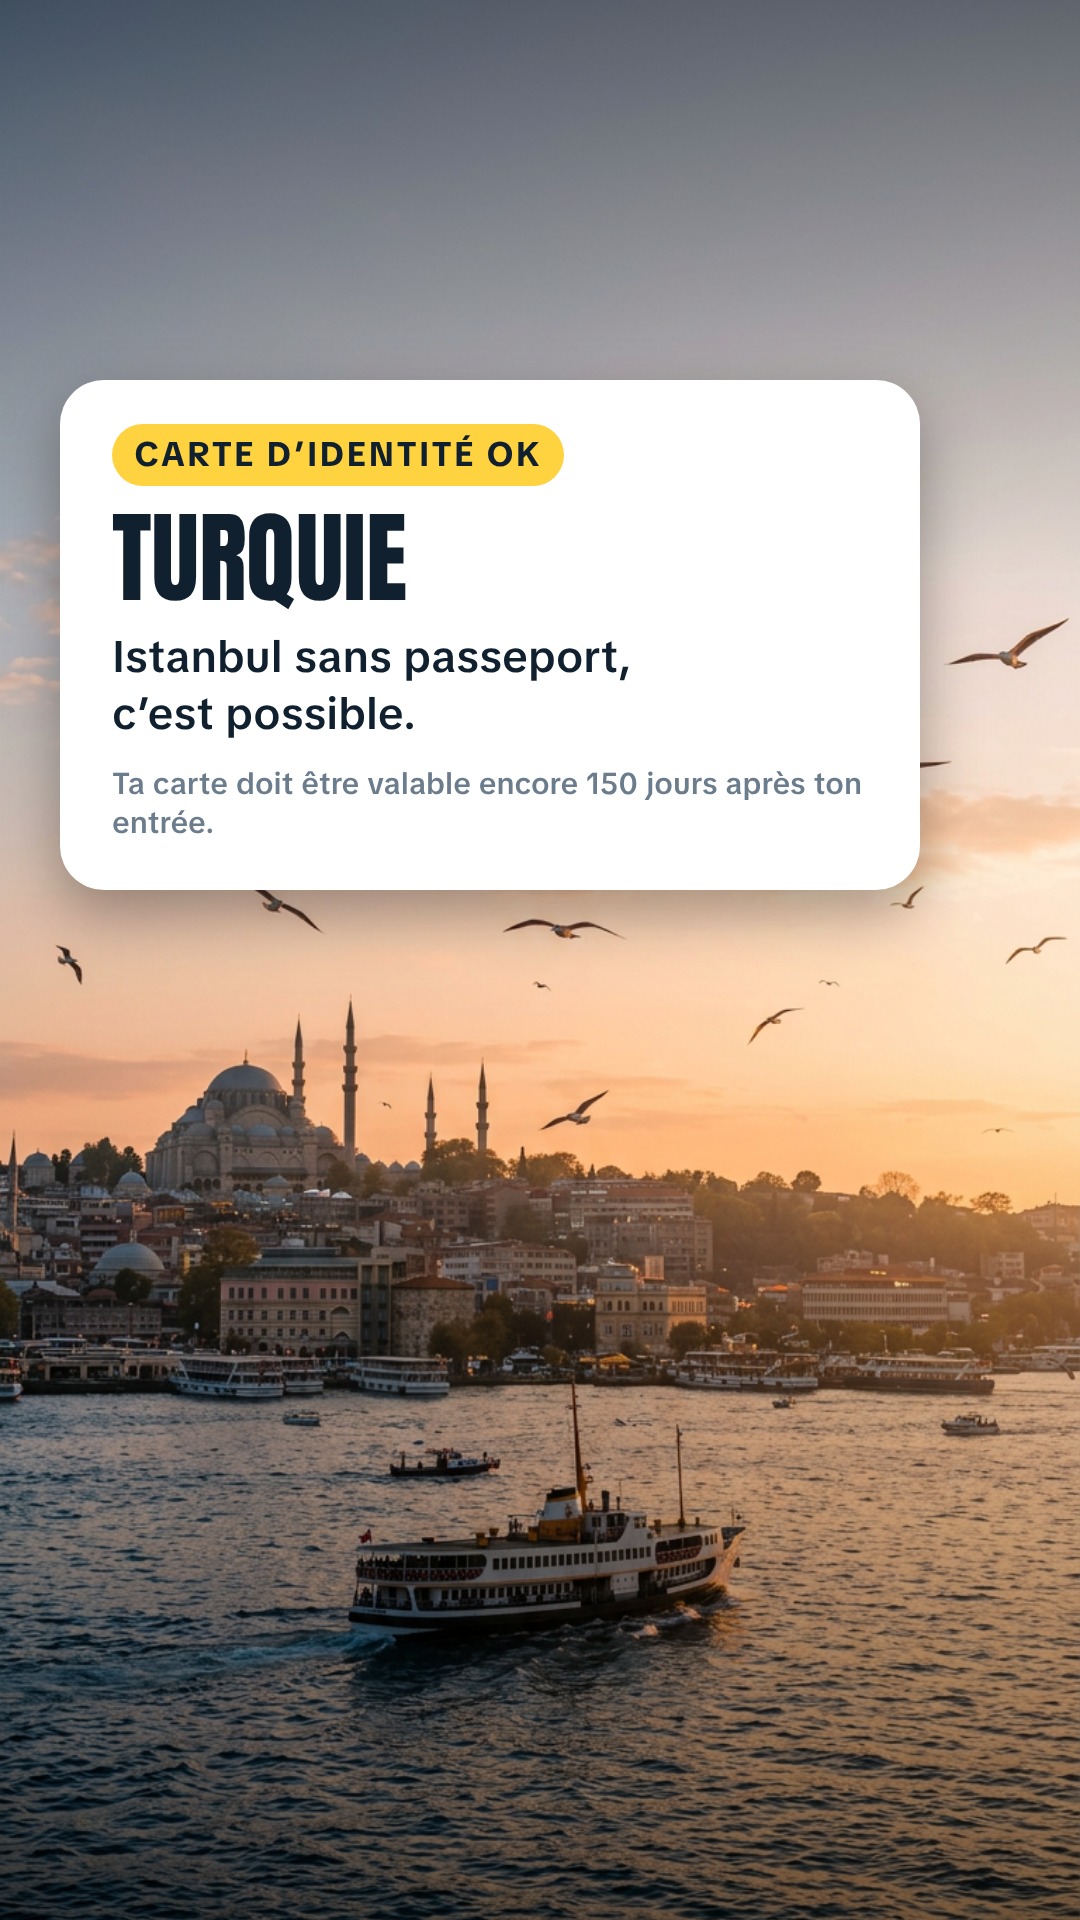 CARTE D’IDENTITÉ OK
TURQUIE
Istanbul sans passeport,
c’est possible.
Ta carte doit être valable encore 150 jours après ton
entrée.